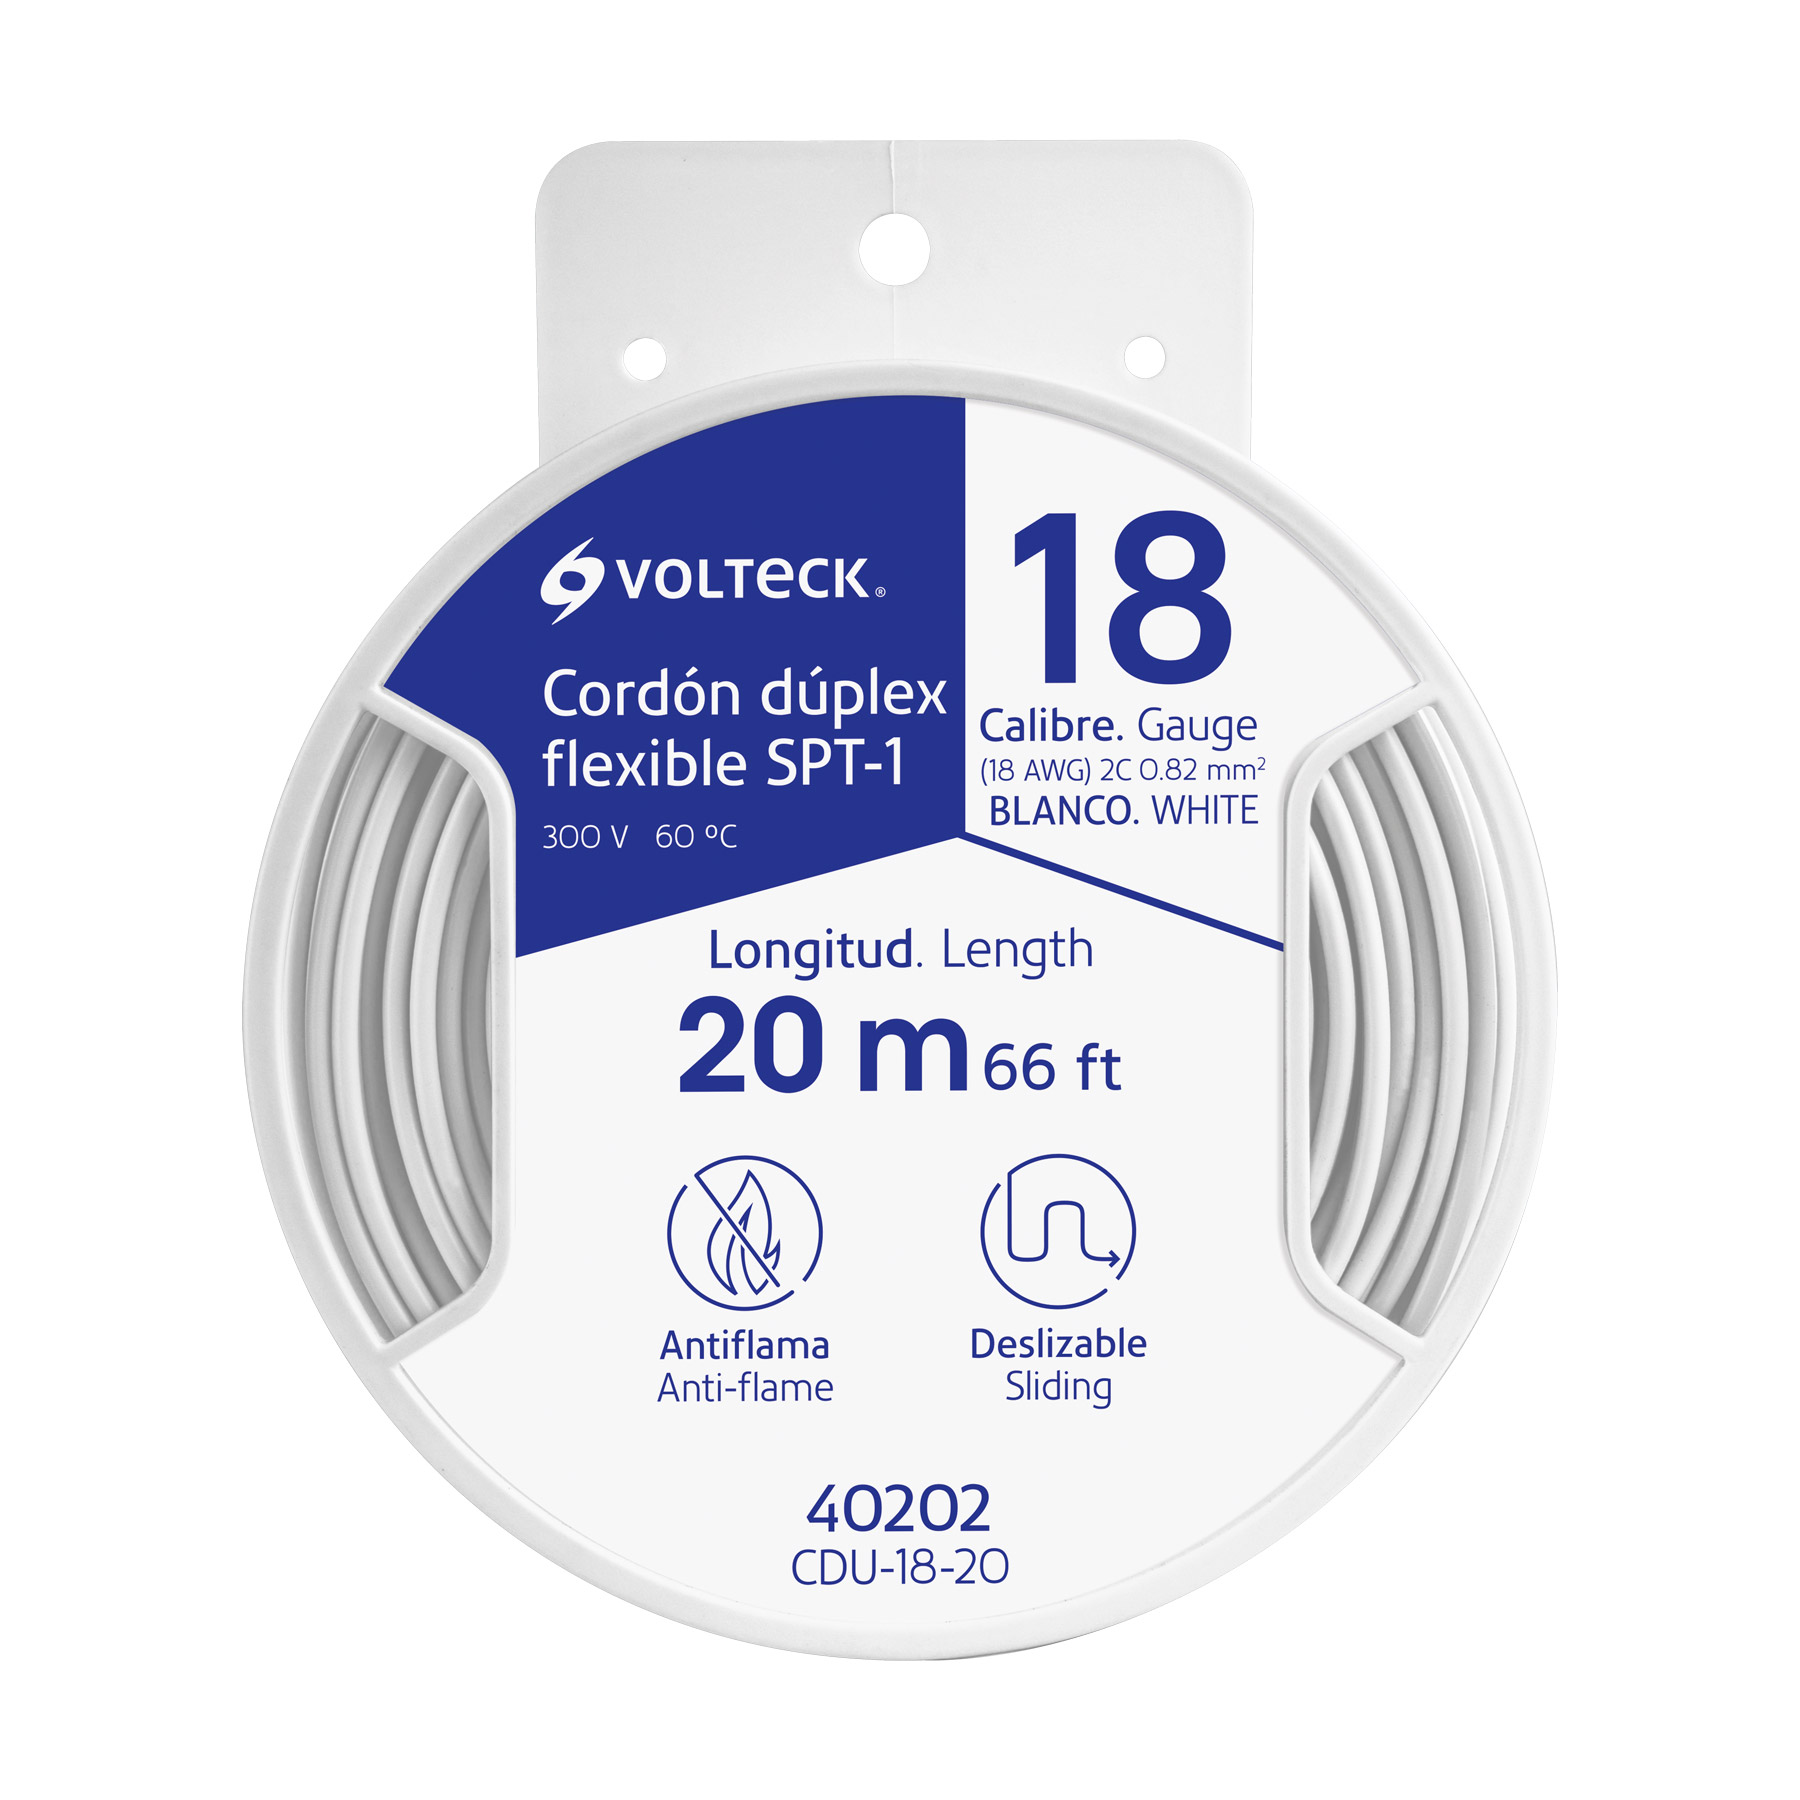 VOLTECK®
Cordón dúplex
flexible SPT-1
300 V 60 ºC
18
Calibre. Gauge
(18 AWG) 2C 0.82 mm²
BLANCO. WHITE
Longitud. Length
20 m 66 ft
Antiflama
Anti-flame
Deslizable
Sliding
40202
CDU-18-20